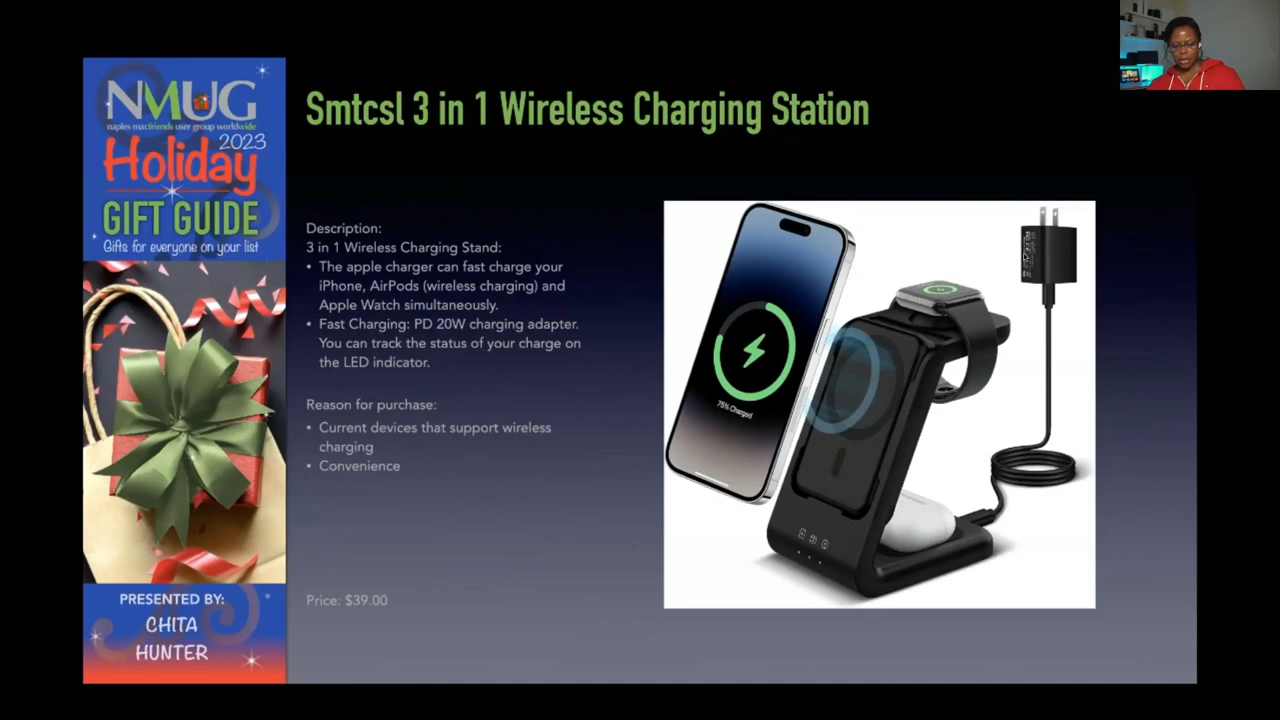 NMUG
naples macfriends user group worldwide
2023
Holiday
GIFT GUIDE
Gifts for everyone on your list
PRESENTED BY:
CHITA
HUNTER
Smtcsl 3 in 1 Wireless Charging Station
Description:
3 in 1 Wireless Charging Stand:
• The apple charger can fast charge your
iPhone, AirPods (wireless charging) and
Apple Watch simultaneously.
• Fast Charging: PD 20W charging adapter.
You can track the status of your charge on
the LED indicator.
Reason for purchase:
• Current devices that support wireless
charging
• Convenience
Price: $39.00
75% Charged